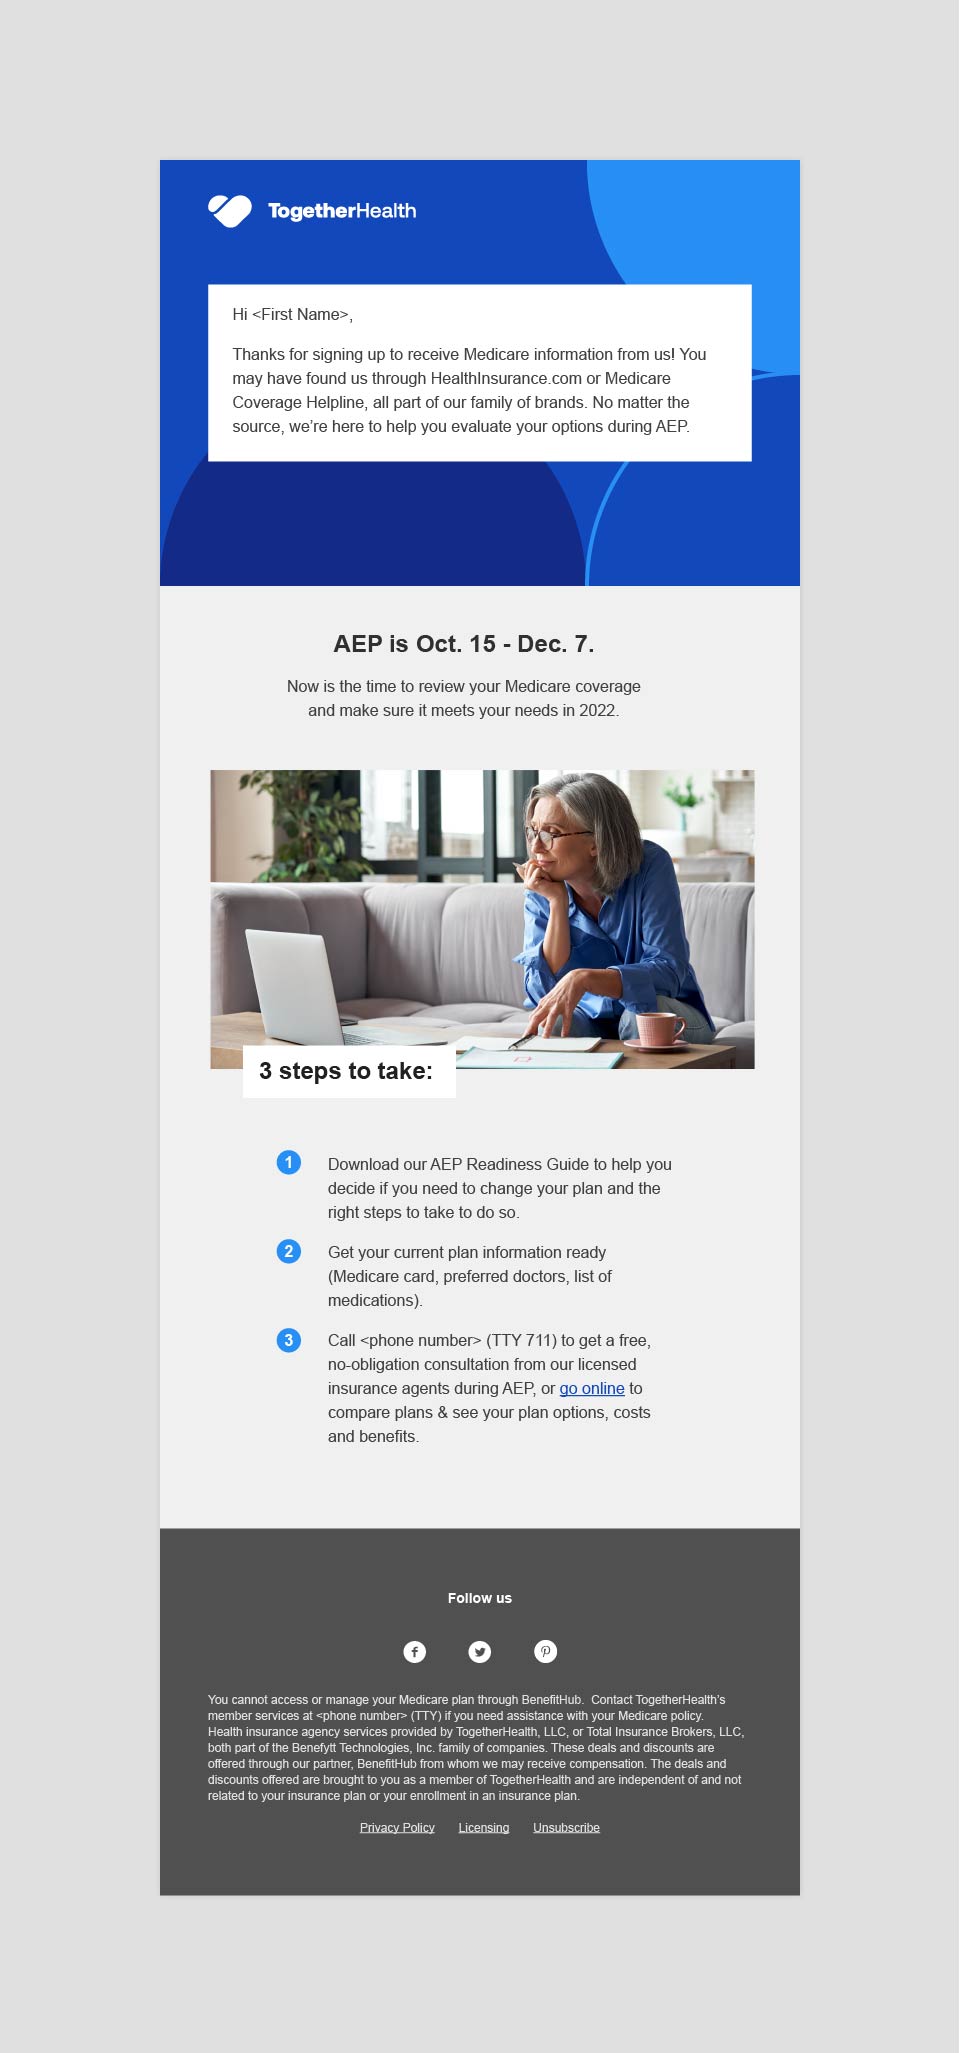 TogetherHealth
Hi <First Name>,
Thanks for signing up to receive Medicare information from us! You
may have found us through HealthInsurance.com or Medicare
Coverage Helpline, all part of our family of brands. No matter the
source, we’re here to help you evaluate your options during AEP.
AEP is Oct. 15 - Dec. 7.
Now is the time to review your Medicare coverage
and make sure it meets your needs in 2022.
3 steps to take:
1 Download our AEP Readiness Guide to help you
decide if you need to change your plan and the
right steps to take to do so.
2 Get your current plan information ready
(Medicare card, preferred doctors, list of
medications).
3 Call <phone number> (TTY 711) to get a free,
no-obligation consultation from our licensed
insurance agents during AEP, or go online to
compare plans & see your plan options, costs
and benefits.
Follow us
You cannot access or manage your Medicare plan through BenefitHub.  Contact TogetherHealth’s
member services at <phone number> (TTY) if you need assistance with your Medicare policy.
Health insurance agency services provided by TogetherHealth, LLC, or Total Insurance Brokers, LLC,
both part of the Benefytt Technologies, Inc. family of companies. These deals and discounts are
offered through our partner, BenefitHub from whom we may receive compensation. The deals and
discounts offered are brought to you as a member of TogetherHealth and are independent of and not
related to your insurance plan or your enrollment in an insurance plan.
Privacy Policy Licensing Unsubscribe